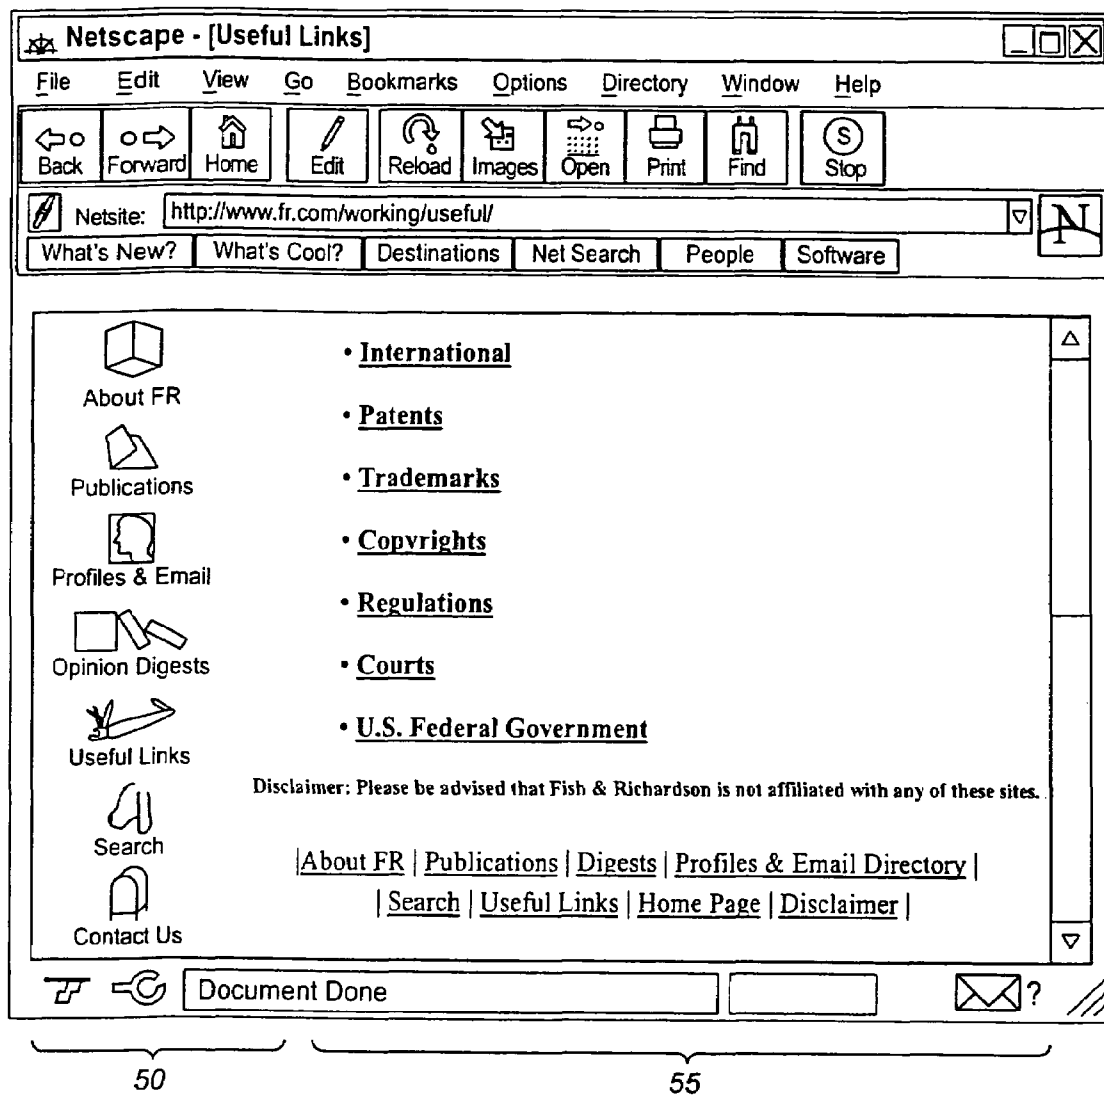 Netscape - [Useful Links]
File Edit View Go Bookmarks Options Directory Window Help
Back Forward Home Edit Reload Images Open Print Find S Stop
Netsite: http://www.fr.com/working/useful/ N
What's New? What's Cool? Destinations Net Search People Software
About FR
Publications
Profiles & Email
Opinion Digests
Useful Links
Search
Contact Us
• International
• Patents
• Trademarks
• Copyrights
• Regulations
• Courts
• U.S. Federal Government
Disclaimer: Please be advised that Fish & Richardson is not affiliated with any of these sites.
|About FR | Publications | Digests | Profiles & Email Directory |
| Search | Useful Links | Home Page | Disclaimer |
Document Done ?
50 55